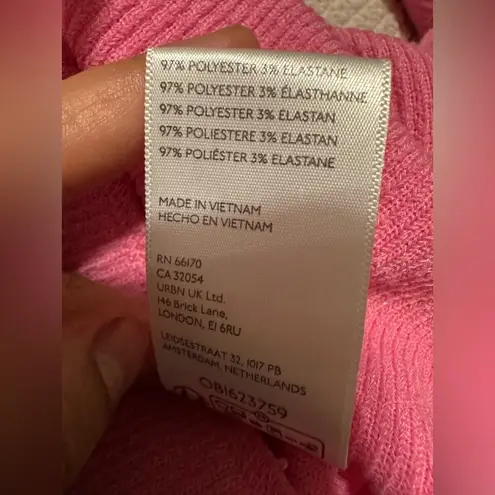 97% POLYESTER 3% ELASTANE
97% POLYESTER 3% ÉLASTHANNE
97% POLYESTER 3% ELASTAN
97% POLIESTERE 3% ELASTAN
97% POLIÉSTER 3% ELASTANE
MADE IN VIETNAM
HECHO EN VIETNAM
RN 66170
CA 32054
URBN UK Ltd.
146 Brick Lane,
LONDON, E1 6RU
LEIDSESTRAAT 32, 1017 PB
AMSTERDAM, NETHERLANDS
OB1623759